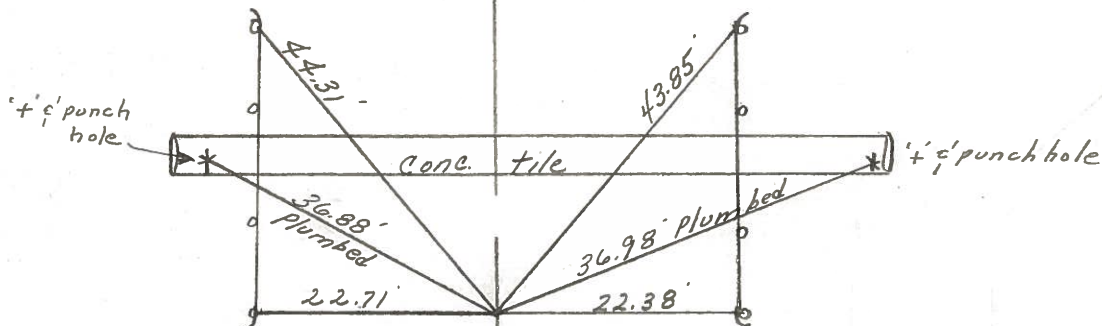 44.31'
43.85'
'+' & punch
hole
conc. tile
'+' & punch hole
36.88'
plumbed
36.98' plumbed
22.71'
22.38'